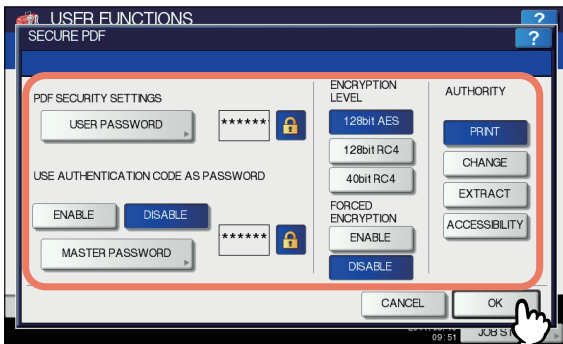 USER FUNCTIONS
?
SECURE PDF
?
PDF SECURITY SETTINGS
USER PASSWORD
******
USE AUTHENTICATION CODE AS PASSWORD
ENABLE
DISABLE
MASTER PASSWORD
******
ENCRYPTION
LEVEL
128bit AES
128bit RC4
40bit RC4
FORCED
ENCRYPTION
ENABLE
DISABLE
AUTHORITY
PRINT
CHANGE
EXTRACT
ACCESSIBILITY
CANCEL
OK
09:51
JOB